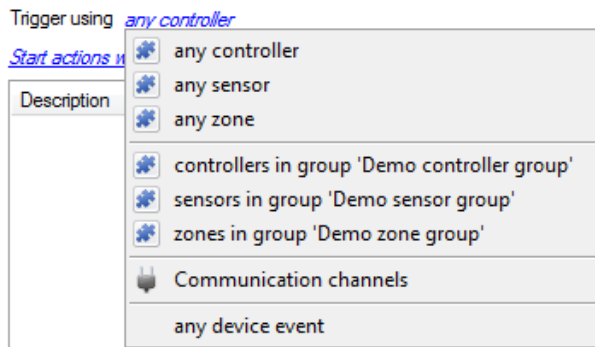 Trigger using any controller
Start actions w
any controller
any sensor
Description
any zone
controllers in group 'Demo controller group'
sensors in group 'Demo sensor group'
zones in group 'Demo zone group'
Communication channels
any device event